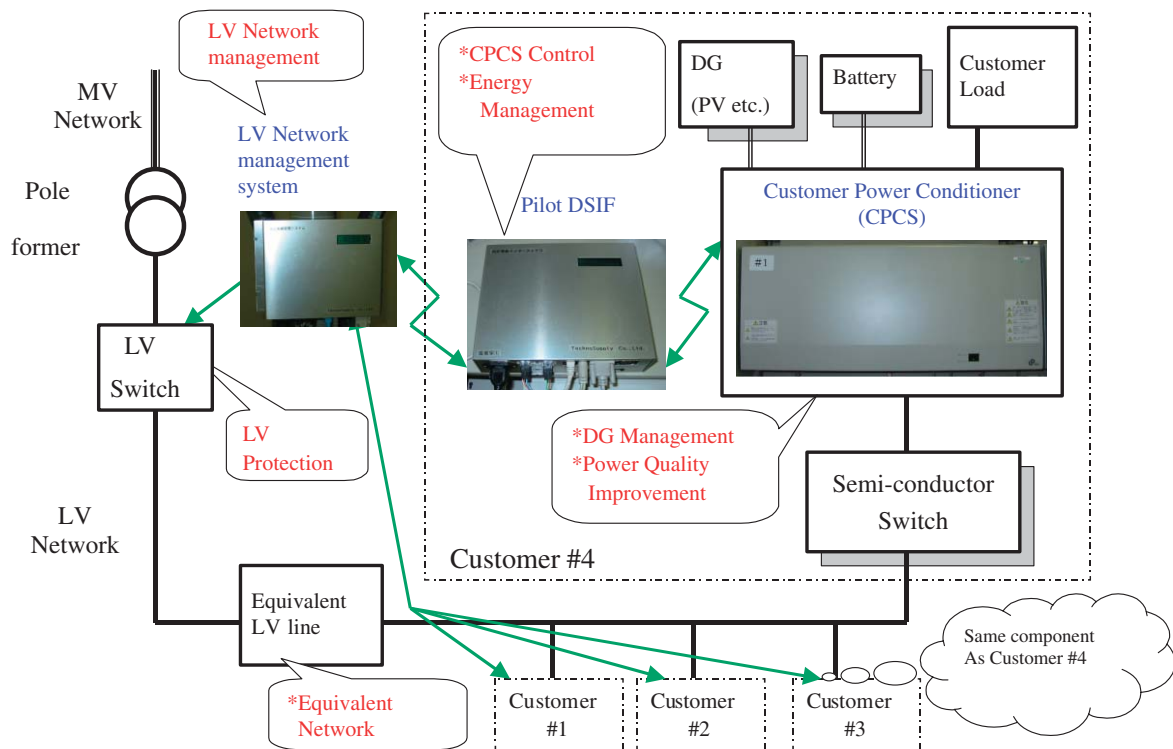 LV Network
management
MV
Network
LV Network
management
system
Pole
former
LV
Switch
LV
Protection
LV
Network
Equivalent
LV line
*Equivalent
Network
*CPCS Control
*Energy
Management
Pilot DSIF
TechnoSupply Co.,Ltd.
DG
(PV etc.)
Battery
Customer
Load
Customer Power Conditioner
(CPCS)
#1
*DG Management
*Power Quality
Improvement
Semi-conductor
Switch
Customer #4
Customer
#1
Customer
#2
Customer
#3
Same component
As Customer #4